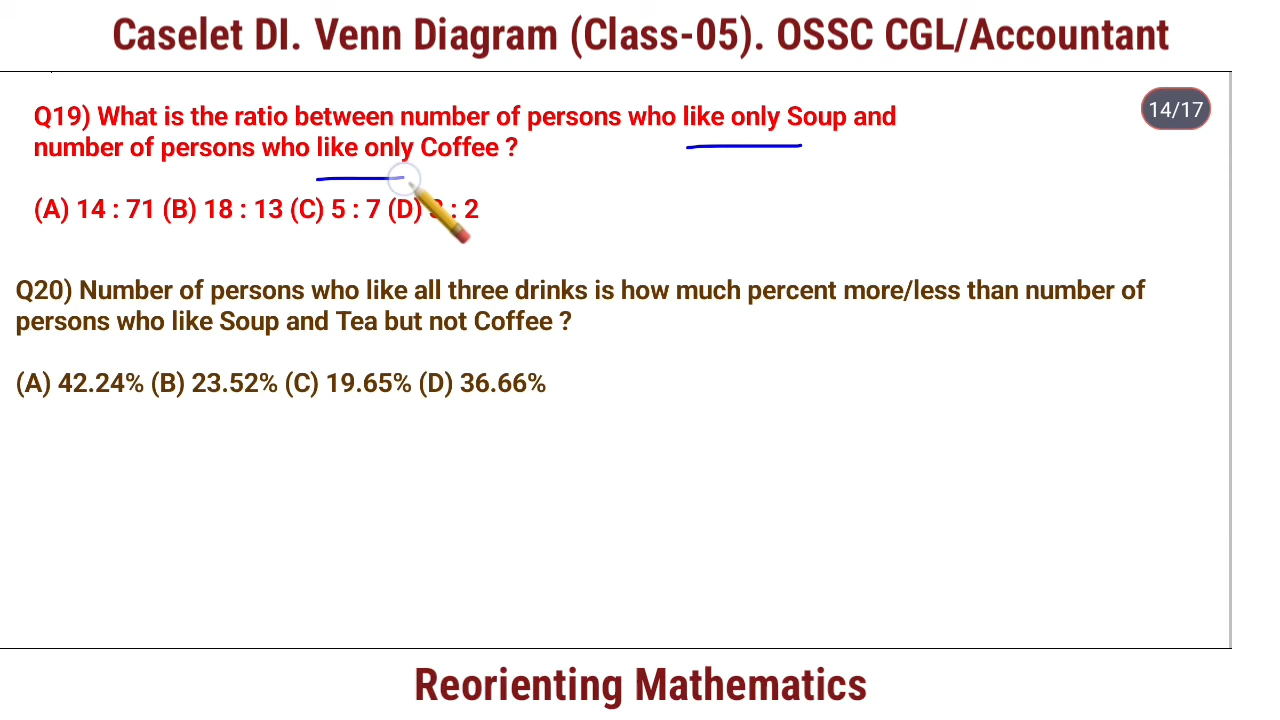 Caselet DI. Venn Diagram (Class-05). OSSC CGL/Accountant
14/17
Q19) What is the ratio between number of persons who like only Soup and
number of persons who like only Coffee ?
(A) 14 : 71 (B) 18 : 13 (C) 5 : 7 (D) : 2
Q20) Number of persons who like all three drinks is how much percent more/less than number of
persons who like Soup and Tea but not Coffee ?
(A) 42.24% (B) 23.52% (C) 19.65% (D) 36.66%
Reorienting Mathematics